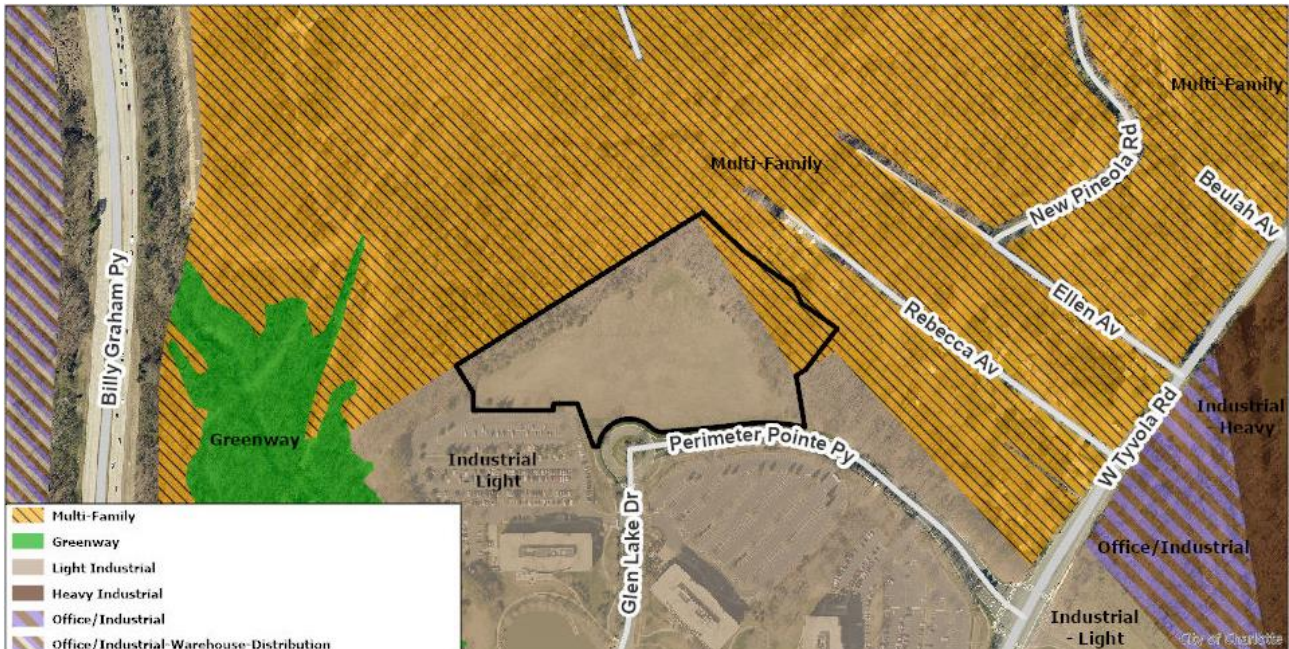 Multi-Family
Multi-Family
New Pineola Rd
Beulah Av
Billy Graham Py
Ellen Av
Rebecca Av
Greenway
Industrial
- Heavy
Perimeter Pointe Py
W Tyvola Rd
Industrial
Light
Office/Industrial
Glen Lake Dr
Industrial
- Light
City of Charlotte
Multi-Family
Greenway
Light Industrial
Heavy Industrial
Office/Industrial
Office/Industrial-Warehouse-Distribution